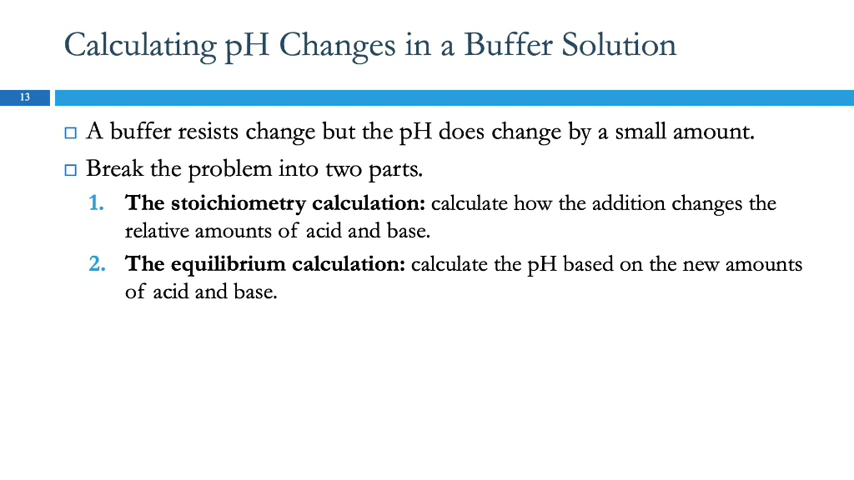 Calculating pH Changes in a Buffer Solution
13
A buffer resists change but the pH does change by a small amount.
Break the problem into two parts.
1. The stoichiometry calculation: calculate how the addition changes the
relative amounts of acid and base.
2. The equilibrium calculation: calculate the pH based on the new amounts
of acid and base.